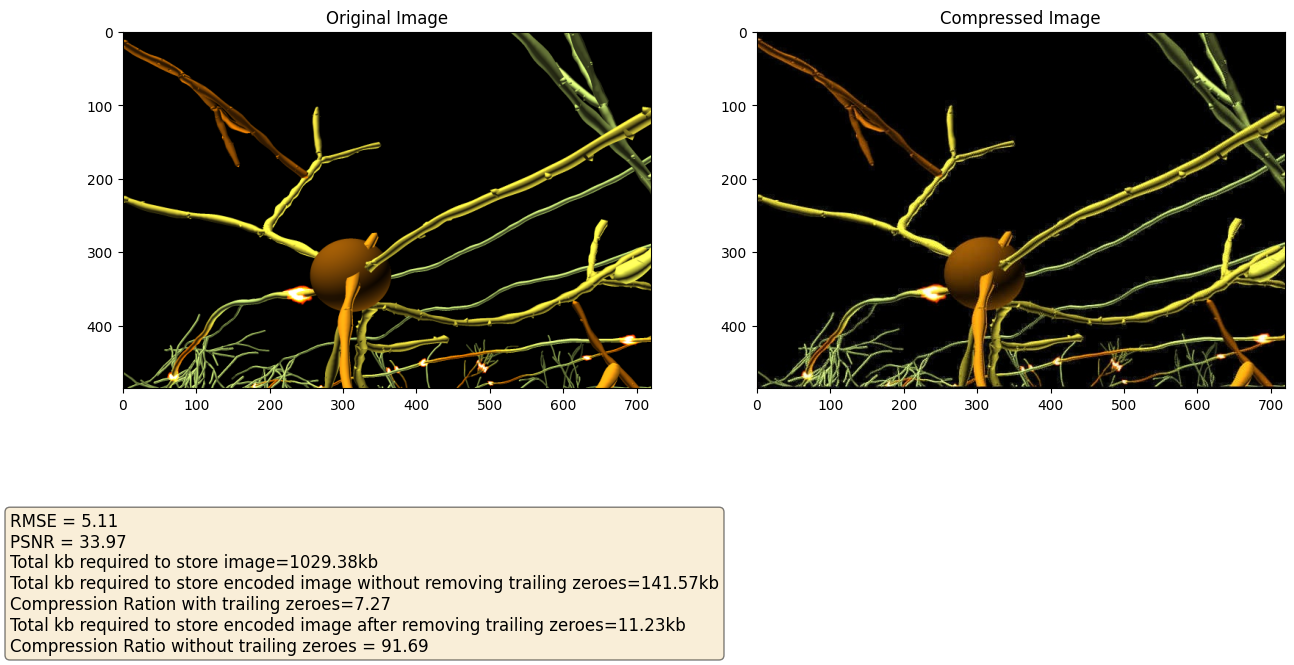 Original Image
Compressed Image
0
100
200
300
400
0
100
200
300
400
500
600
700
0
100
200
300
400
0
100
200
300
400
500
600
700
RMSE = 5.11
PSNR = 33.97
Total kb required to store image=1029.38kb
Total kb required to store encoded image without removing trailing zeroes=141.57kb
Compression Ration with trailing zeroes=7.27
Total kb required to store encoded image after removing trailing zeroes=11.23kb
Compression Ratio without trailing zeroes = 91.69